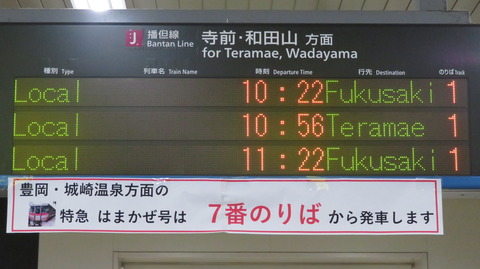 J 播但線 寺前・和田山 方面
Bantan Line for Teramae, Wadayama
種別 Type 列車名 Train Name 時刻 Departure Time 行先 Destination のりば Track
Local 10:22 Fukusaki 1
Local 10:56 Teramae 1
Local 11:22 Fukusaki 1
豊岡・城崎温泉方面の
特急 はまかぜ号は 7番のりば から発車します